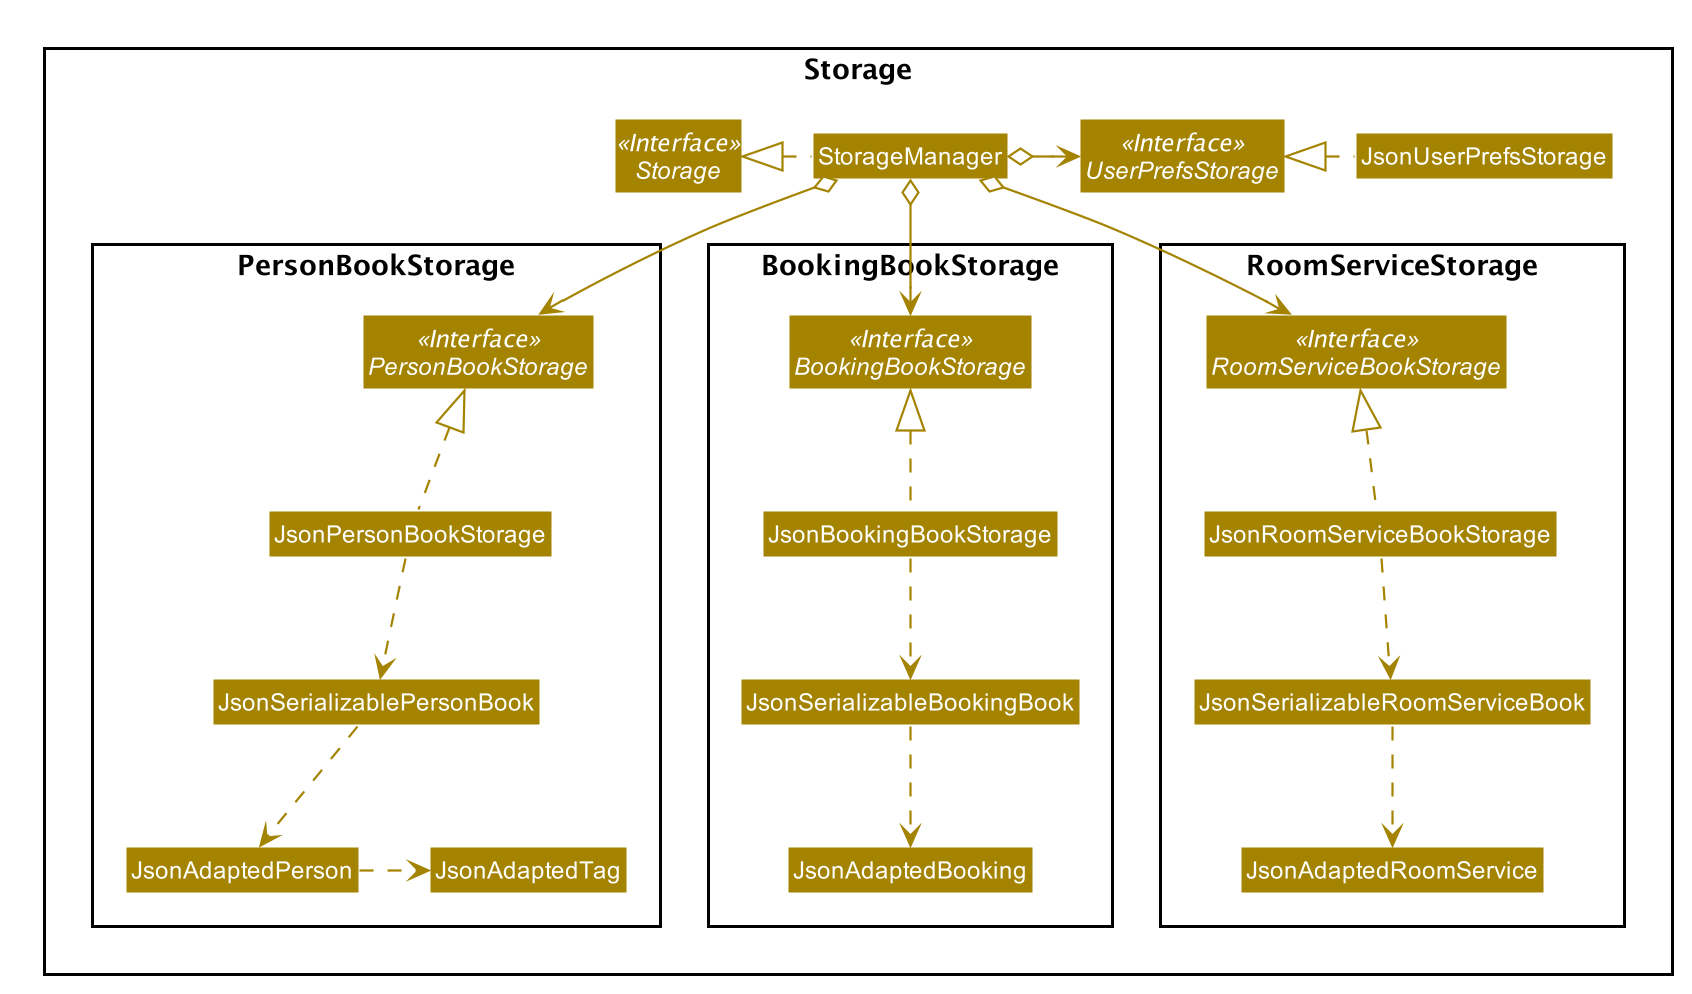 Storage
«Interface»
Storage
StorageManager
«Interface»
UserPrefsStorage
JsonUserPrefsStorage
PersonBookStorage
«Interface»
PersonBookStorage
JsonPersonBookStorage
JsonSerializablePersonBook
JsonAdaptedPerson
JsonAdaptedTag
BookingBookStorage
«Interface»
BookingBookStorage
JsonBookingBookStorage
JsonSerializableBookingBook
JsonAdaptedBooking
RoomServiceStorage
«Interface»
RoomServiceBookStorage
JsonRoomServiceBookStorage
JsonSerializableRoomServiceBook
JsonAdaptedRoomService